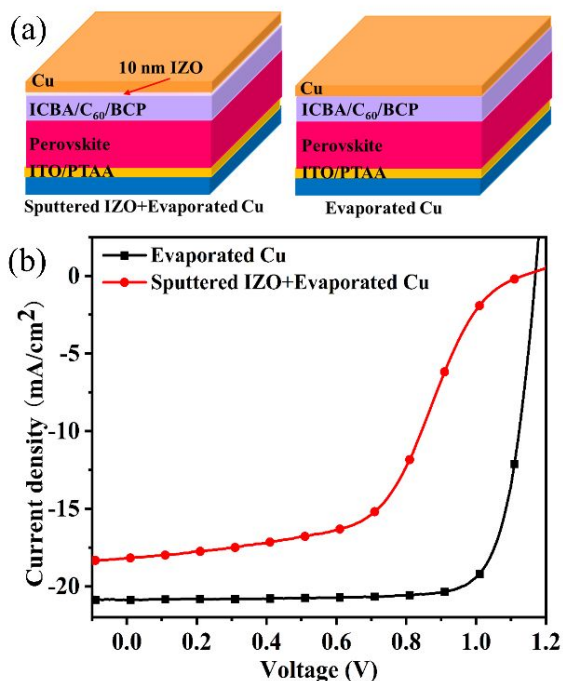 (a)
10 nm IZO
Cu
ICBA/C₆₀/BCP
Perovskite
ITO/PTAA
Sputtered IZO+Evaporated Cu
Cu
ICBA/C₆₀/BCP
Perovskite
ITO/PTAA
Evaporated Cu
(b)
Evaporated Cu
Sputtered IZO+Evaporated Cu
Current density (mA/cm²)
0
-5
-10
-15
-20
0.0 0.2 0.4 0.6 0.8 1.0 1.2
Voltage (V)